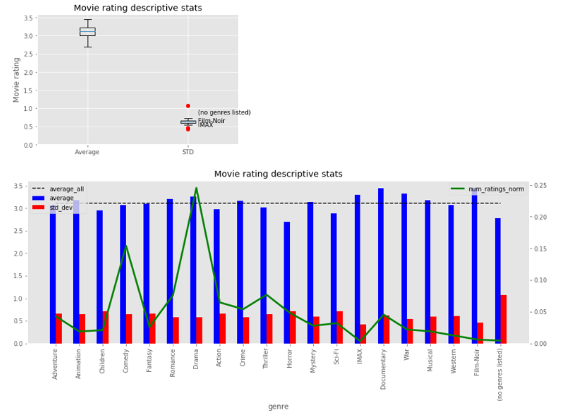 Movie rating descriptive stats
3.5
3.0
2.5
2.0
1.5
1.0
0.5
0.0
Movie rating
(no genres listed)
Film-Noir
IMAX
Average
STD
Movie rating descriptive stats
average_all
average
std_dev
num_ratings_norm
3.5
3.0
2.5
2.0
1.5
1.0
0.5
0.0
0.25
0.20
0.15
0.10
0.05
0.00
Adventure
Animation
Children
Comedy
Fantasy
Romance
Drama
Action
Crime
Thriller
Horror
Mystery
Sci-Fi
IMAX
Documentary
War
Musical
Western
Film-Noir
(no genres listed)
genre